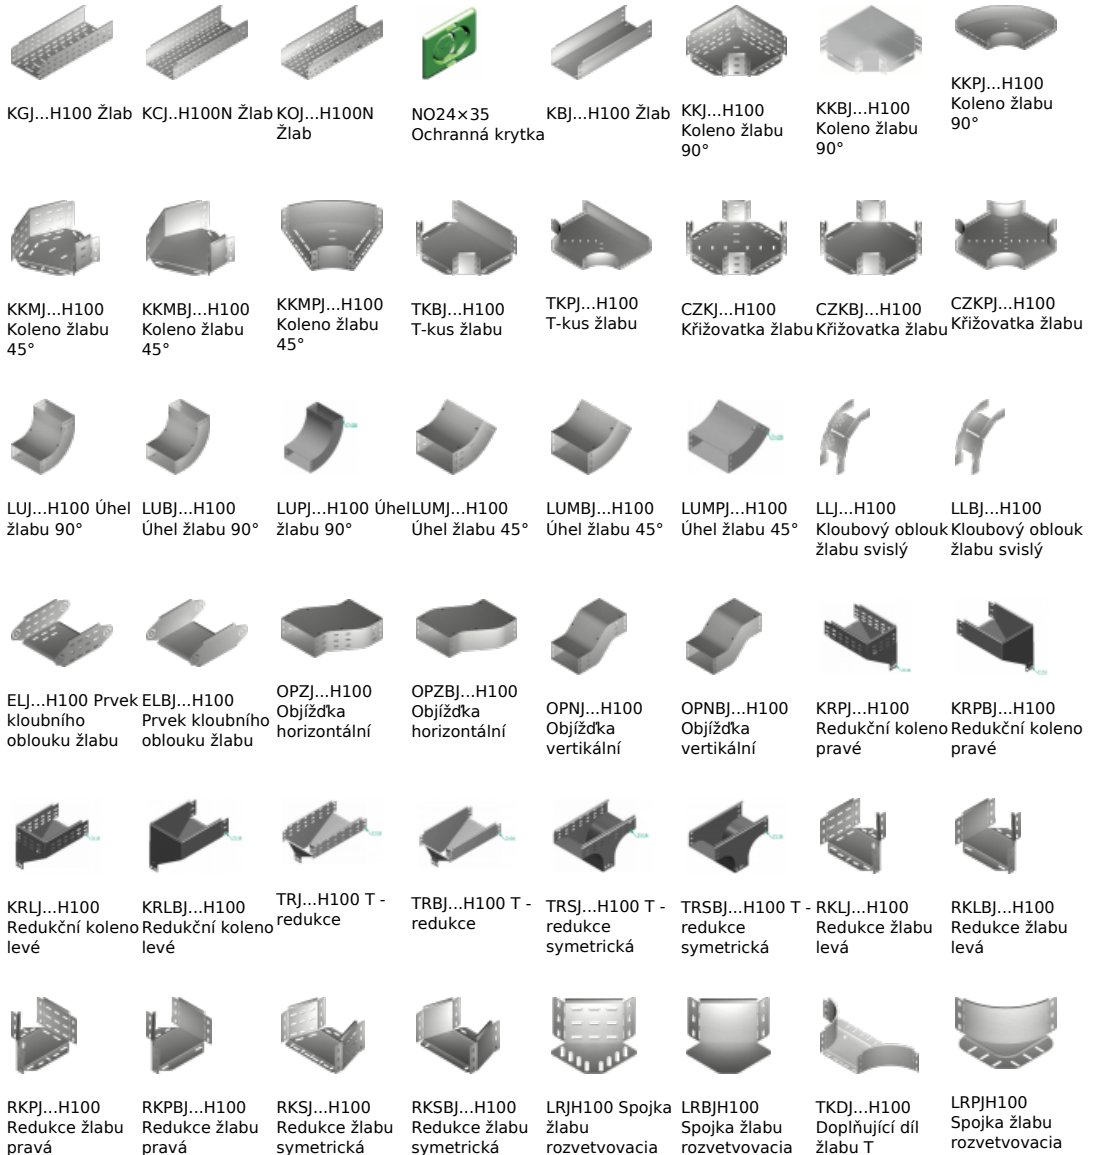 KGJ...H100 Žlab
KCJ..H100N Žlab
KOJ...H100N
Žlab
NO24×35
Ochranná krytka
KBJ...H100 Žlab
KKJ...H100
Koleno žlabu
90°
KKBJ...H100
Koleno žlabu
90°
KKPJ...H100
Koleno žlabu
90°
KKMJ...H100
Koleno žlabu
45°
KKMBJ...H100
Koleno žlabu
45°
KKMPJ...H100
Koleno žlabu
45°
TKBJ...H100
T-kus žlabu
TKPJ...H100
T-kus žlabu
CZKJ...H100
Křižovatka žlabu
CZKBJ...H100
Křižovatka žlabu
CZKPJ...H100
Křižovatka žlabu
LUJ...H100 Úhel
žlabu 90°
LUBJ...H100
Úhel žlabu 90°
LUPJ...H100 Úhel
žlabu 90°
LUMJ...H100
Úhel žlabu 45°
LUMBJ...H100
Úhel žlabu 45°
LUMPJ...H100
Úhel žlabu 45°
LLJ...H100
Kloubový oblouk
žlabu svislý
LLBJ...H100
Kloubový oblouk
žlabu svislý
ELJ...H100 Prvek
kloubního
oblouku žlabu
ELBJ...H100
Prvek kloubního
oblouku žlabu
OPZJ...H100
Objížďka
horizontální
OPZBJ...H100
Objížďka
horizontální
OPNJ...H100
Objížďka
vertikální
OPNBJ...H100
Objížďka
vertikální
KRPJ...H100
Redukční koleno
pravé
KRPBJ...H100
Redukční koleno
pravé
KRLJ...H100
Redukční koleno
levé
KRLBJ...H100
Redukční koleno
levé
TRJ...H100 T -
redukce
TRBJ...H100 T -
redukce
TRSJ...H100 T -
redukce
symetrická
TRSBJ...H100 T -
redukce
symetrická
RKLJ...H100
Redukce žlabu
levá
RKLBJ...H100
Redukce žlabu
levá
RKPJ...H100
Redukce žlabu
pravá
RKPBJ...H100
Redukce žlabu
pravá
RKSJ...H100
Redukce žlabu
symetrická
RKSBJ...H100
Redukce žlabu
symetrická
LRJH100 Spojka
žlabu
rozvetvovacia
LRBJH100
Spojka žlabu
rozvetvovacia
TKDJ...H100
Doplňující díl
žlabu T
LRPJH100
Spojka žlabu
rozvetvovacia